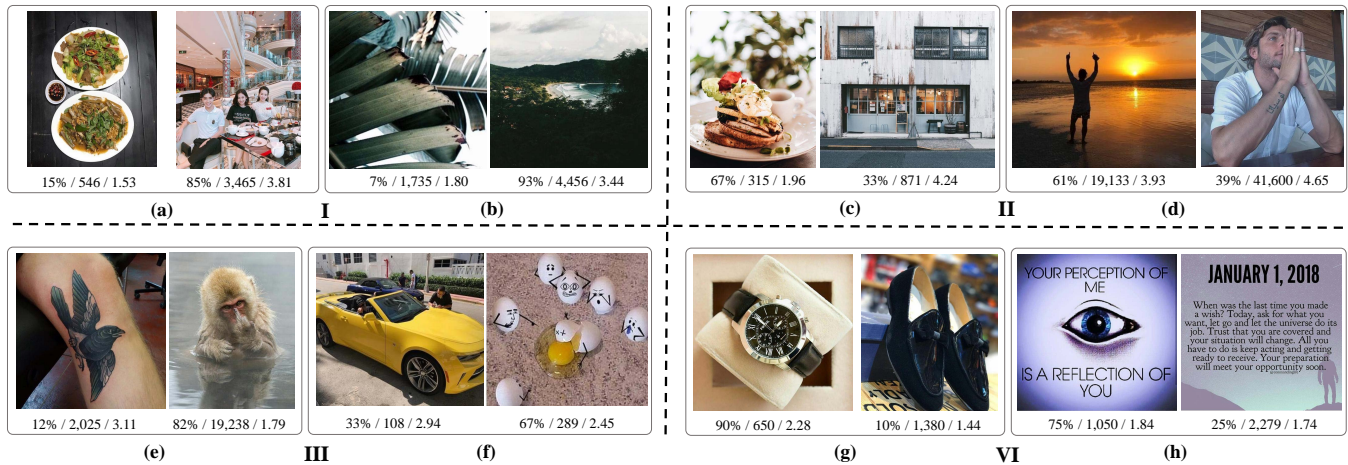 15% / 546 / 1.53
85% / 3,465 / 3.81
(a)
I
7% / 1,735 / 1.80
93% / 4,456 / 3.44
(b)
67% / 315 / 1.96
33% / 871 / 4.24
(c)
II
61% / 19,133 / 3.93
39% / 41,600 / 4.65
(d)
12% / 2,025 / 3.11
82% / 19,238 / 1.79
(e)
III
33% / 108 / 2.94
67% / 289 / 2.45
(f)
90% / 650 / 2.28
10% / 1,380 / 1.44
(g)
VI
YOUR PERCEPTION OF
ME
IS A REFLECTION OF
YOU
75% / 1,050 / 1.84
JANUARY 1, 2018
When was the last time you made
a wish? Today, ask for what you
want, let go and let the universe do its
job. Trust that you are covered and
your situation will change. All you
have to do is keep acting and getting
ready to receive. Your preparation
will meet your opportunity soon.
25% / 2,279 / 1.74
(h)